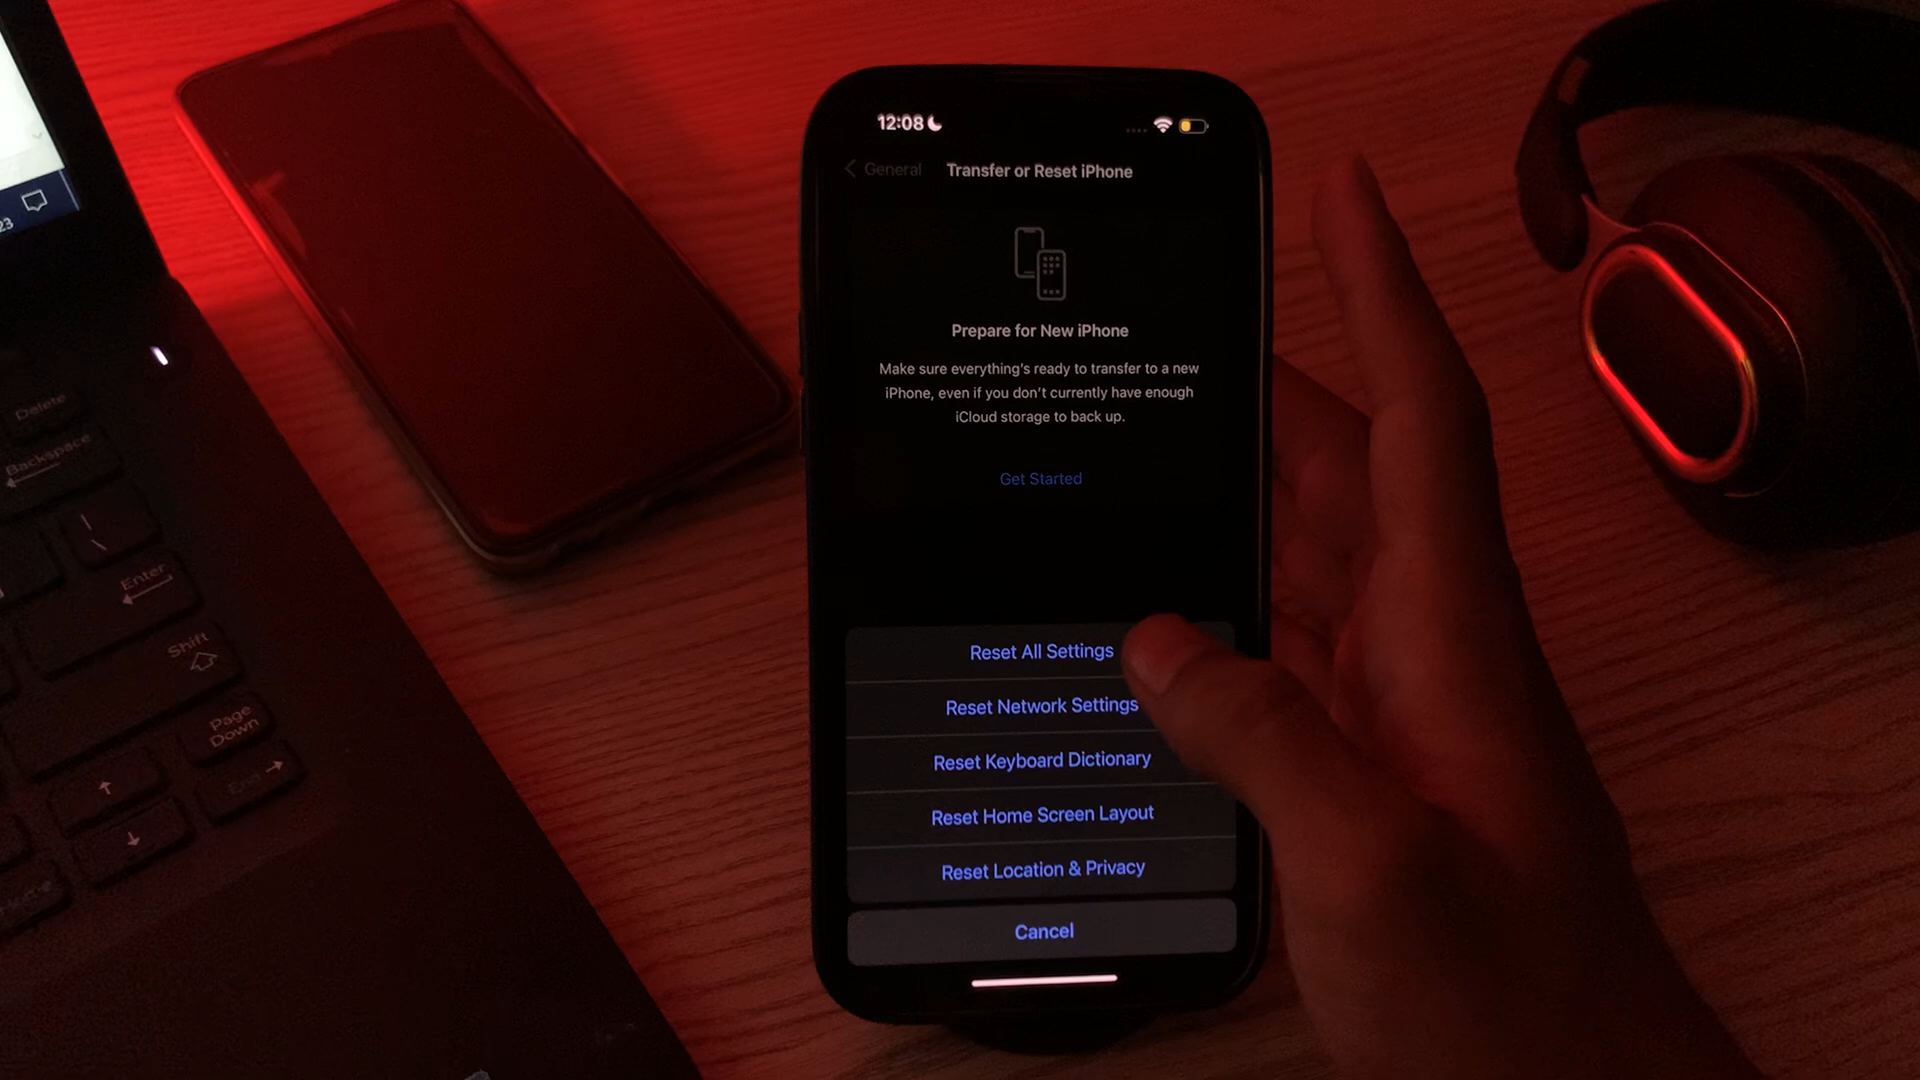 12:08
General
Transfer or Reset iPhone
Prepare for New iPhone
Make sure everything's ready to transfer to a new
iPhone, even if you don't currently have enough
iCloud storage to back up.
Get Started
Reset All Settings
Reset Network Settings
Reset Keyboard Dictionary
Reset Home Screen Layout
Reset Location & Privacy
Cancel
23
Delete
Backspace
Enter
Shift
Page
Down
End
Home